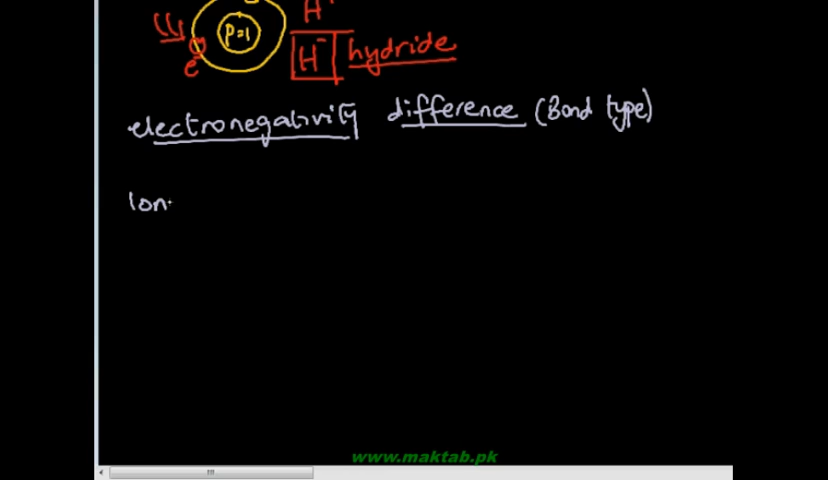 H
P=1
H⁻ hydride
e
electronegativity difference (Bond type)
Ion
www.maktab.pk